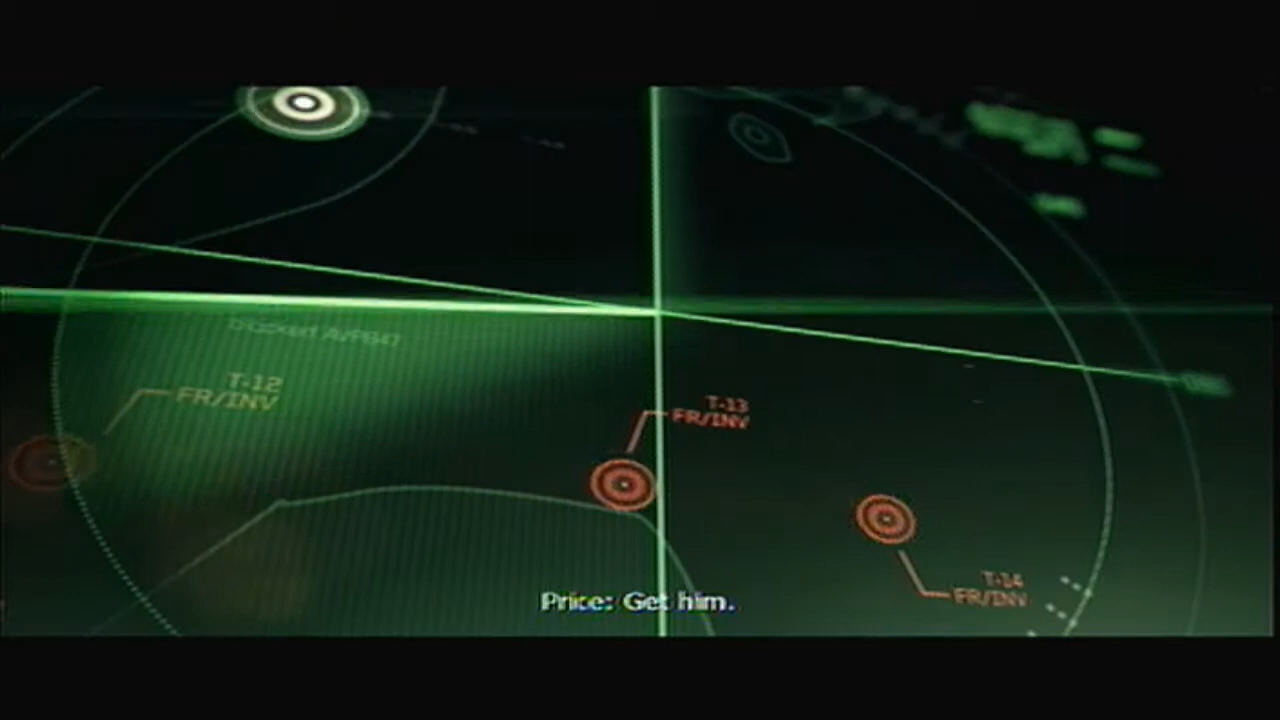 T-12
FR/INV
T-13
FR/INV
T-14
FR/INV
Price: Get him.